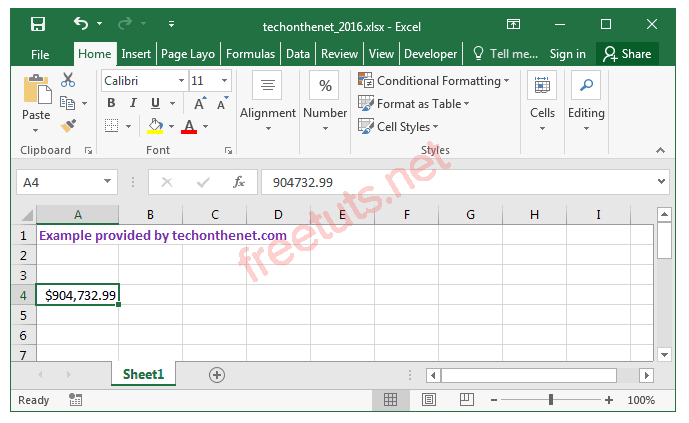 techonthenet_2016.xlsx - Excel
File Home Insert Page Layo Formulas Data Review View Developer Tell me... Sign in Share
Paste
Clipboard
Calibri 11
B I U A A
A
Font
Alignment
%
Number
Conditional Formatting
Format as Table
Cell Styles
Styles
Cells
Editing
A4 fx 904732.99
A B C D E F G H I
1 Example provided by techonthenet.com
2
3
4 $904,732.99
5
6
7
freetuts.net
Sheet1
Ready 100%